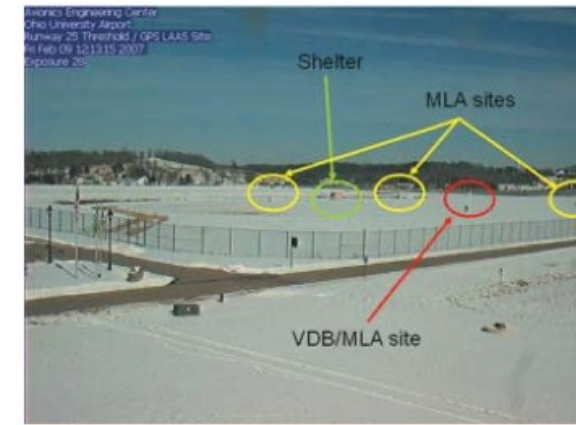 Avionics Engineering Center
Ohio University Airport
Runway 25 Threshold / GPS LAAS Site
Fri Feb 09 12:13:15 2007
Exposure 28
Shelter
MLA sites
VDB/MLA site